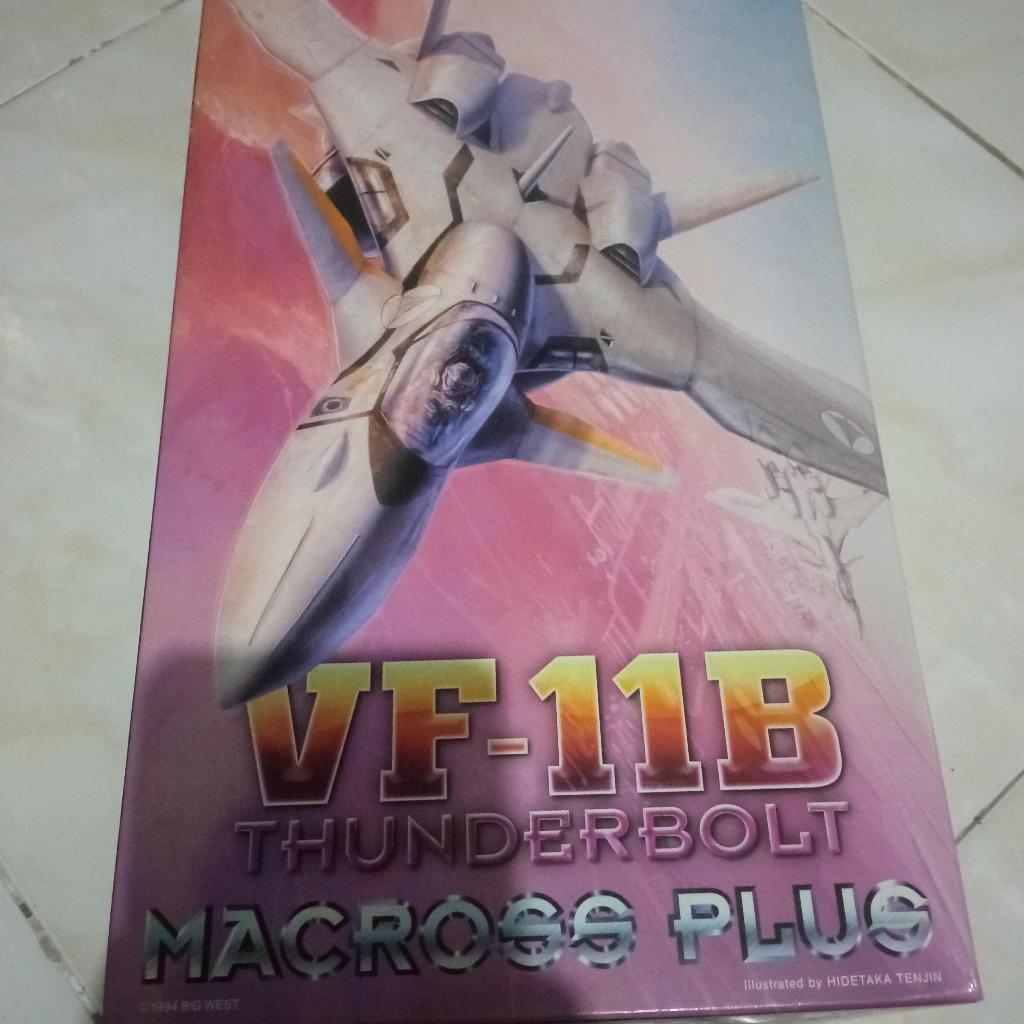 VF-11B
THUNDERBOLT
MACROSS PLUS
Illustrated by HIDETAKA TENJIN
©1994 BIG WEST